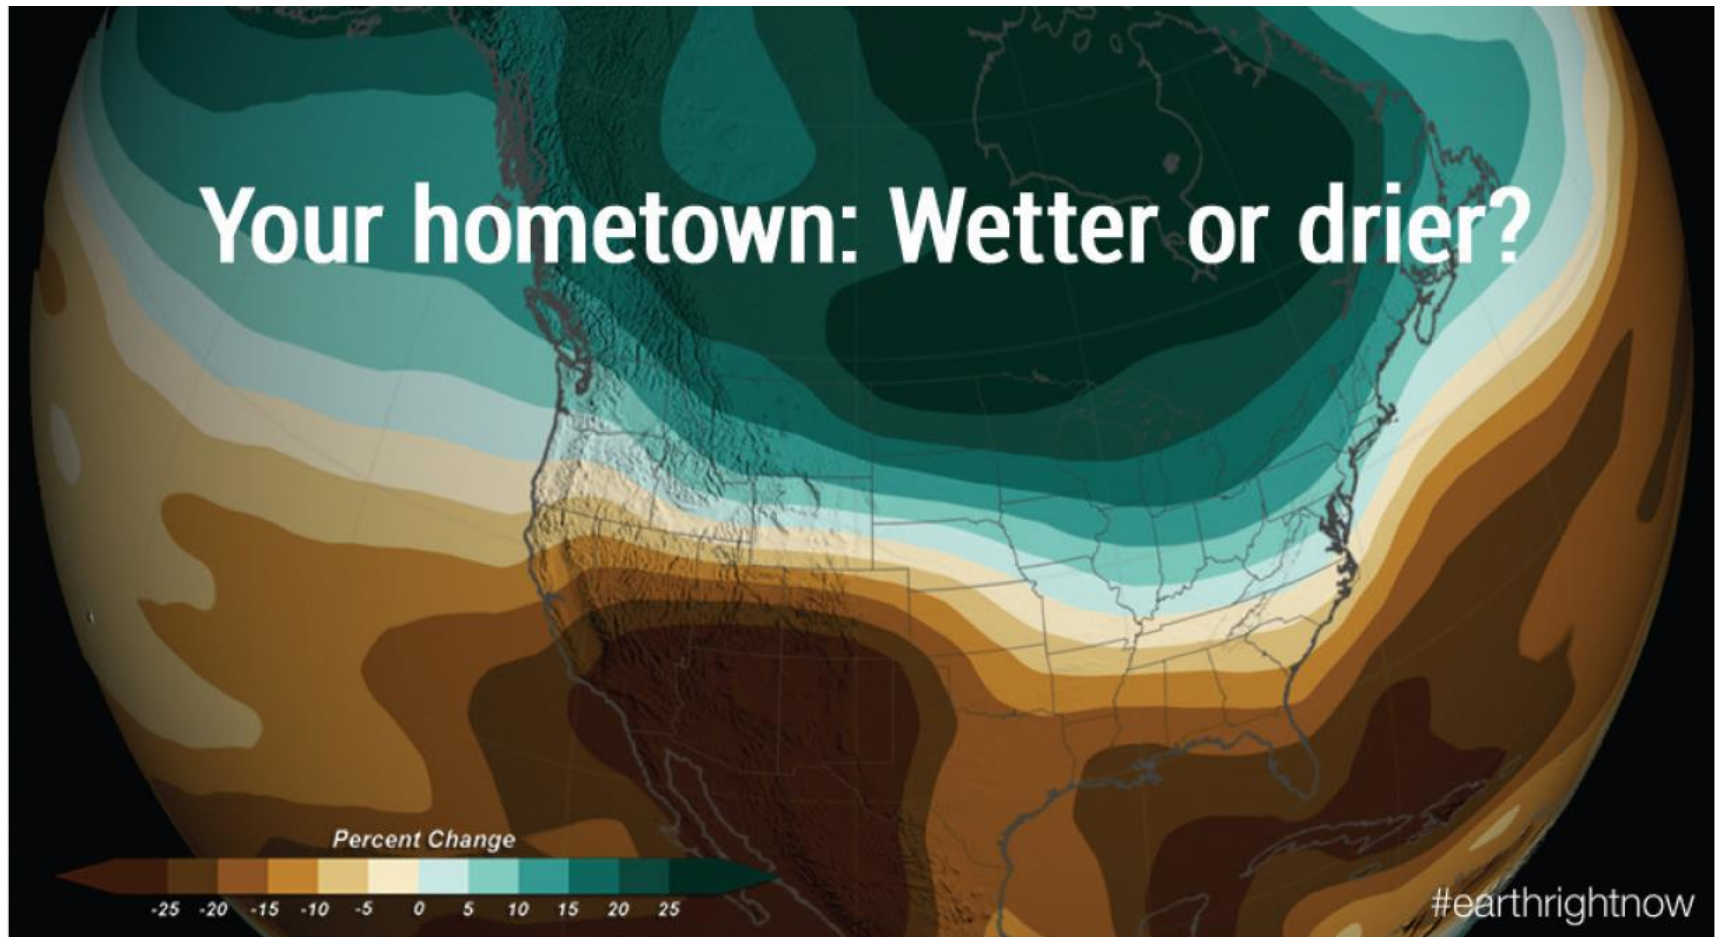 Your hometown: Wetter or drier?
Percent Change
-25 -20 -15 -10 -5 0 5 10 15 20 25
#earthrightnow